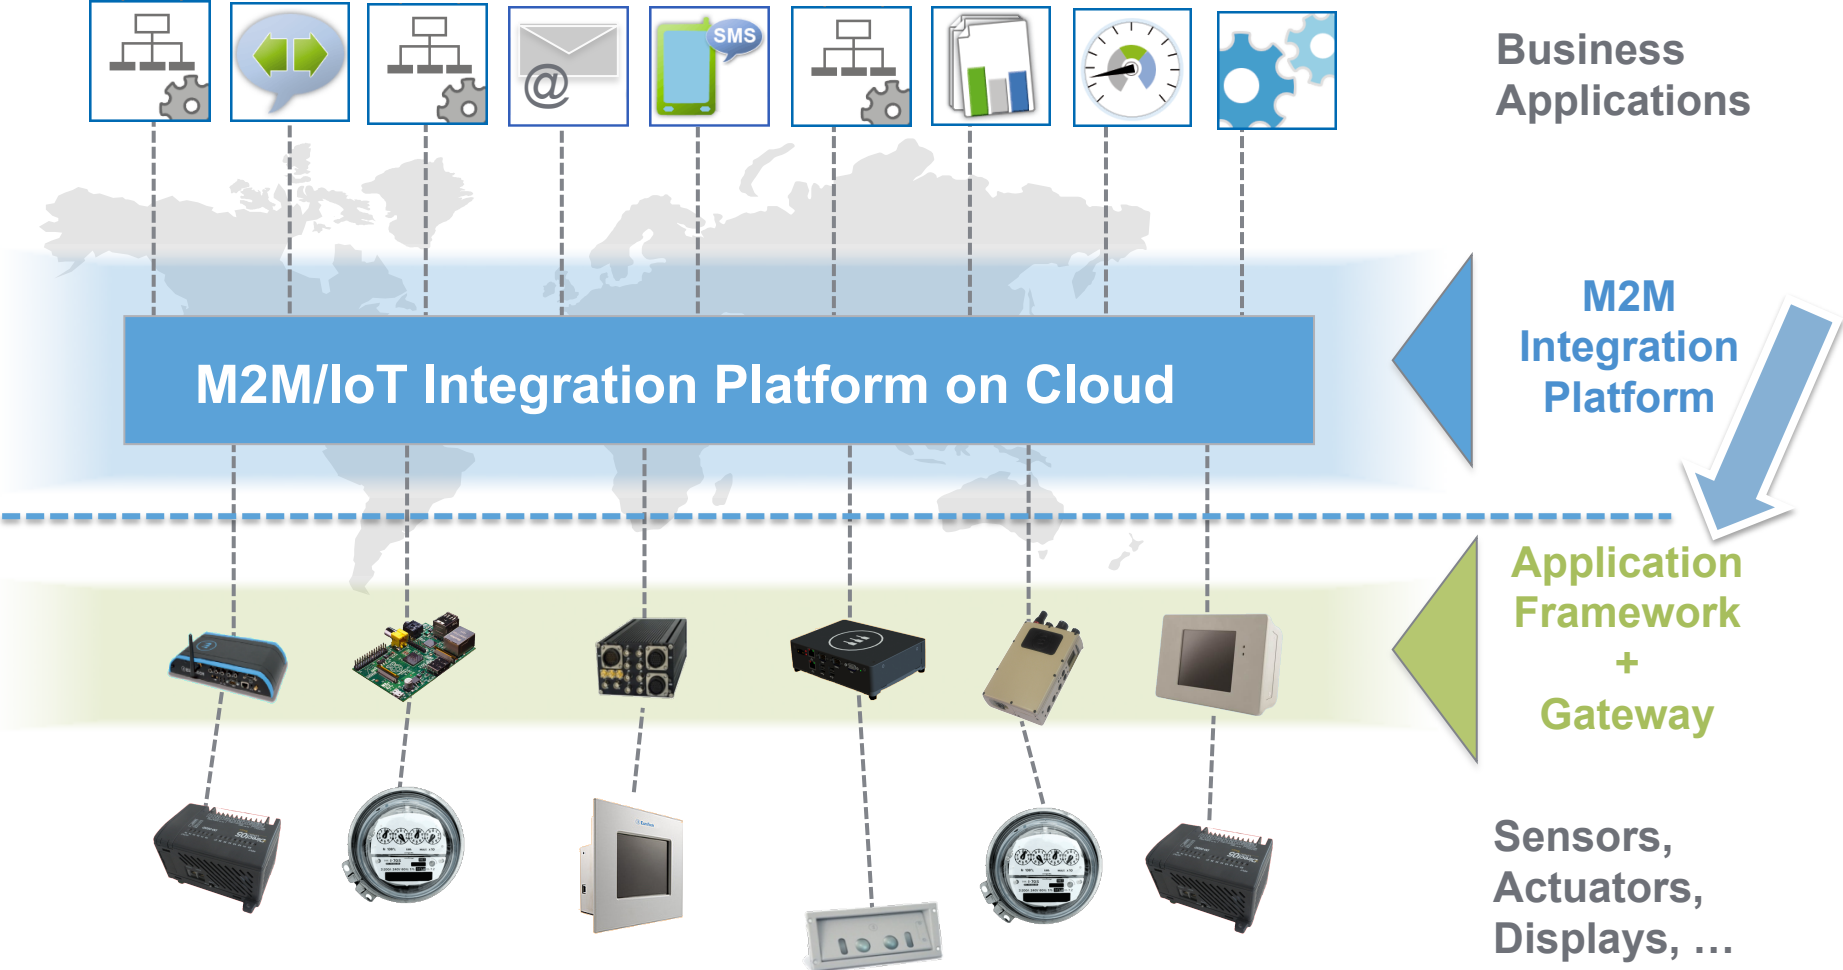 SMS
@
Business
Applications
M2M
Integration
Platform
M2M/IoT Integration Platform on Cloud
Application
Framework
+
Gateway
Sensors,
Actuators,
Displays, …